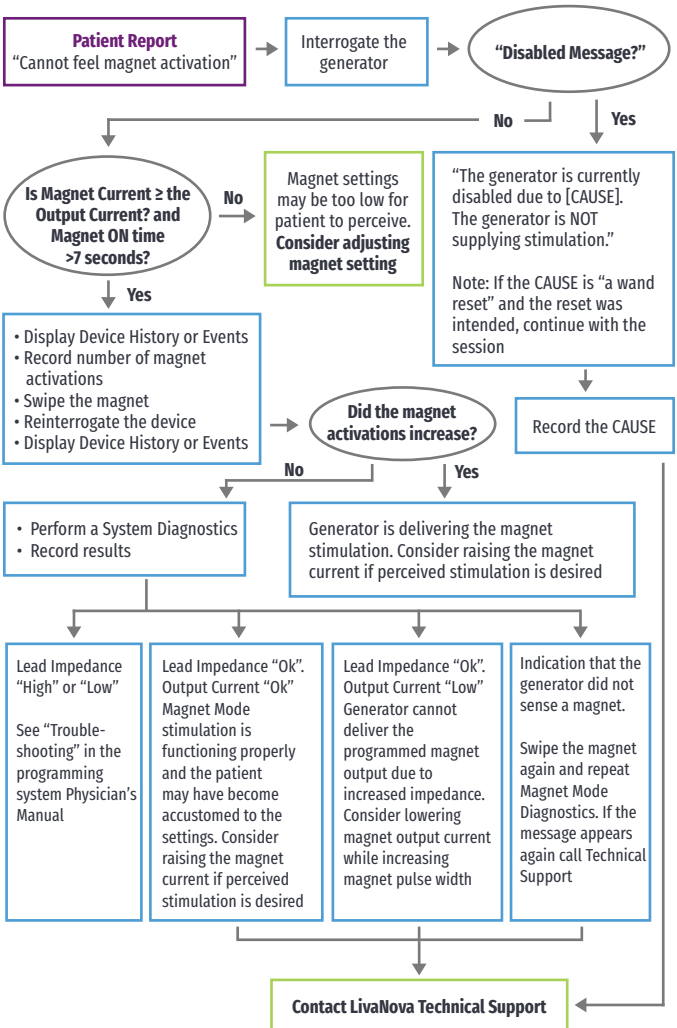 Patient Report
“Cannot feel magnet activation”
Interrogate the
generator
“Disabled Message?”
No
Yes
Is Magnet Current ≥ the
Output Current? and
Magnet ON time
>7 seconds?
No
Magnet settings
may be too low for
patient to perceive.
Consider adjusting
magnet setting
“The generator is currently
disabled due to [CAUSE].
The generator is NOT
supplying stimulation.”
Note: If the CAUSE is “a wand
reset” and the reset was
intended, continue with the
session
Yes
• Display Device History or Events
• Record number of magnet
activations
• Swipe the magnet
• Reinterrogate the device
• Display Device History or Events
Did the magnet
activations increase?
Record the CAUSE
No
Yes
• Perform a System Diagnostics
• Record results
Generator is delivering the magnet
stimulation. Consider raising the magnet
current if perceived stimulation is desired
Lead Impedance
“High” or “Low”
See “Trouble-
shooting” in the
programming
system Physician’s
Manual
Lead Impedance “Ok”.
Output Current “Ok”
Magnet Mode
stimulation is
functioning properly
and the patient
may have become
accustomed to the
settings. Consider
raising the magnet
current if perceived
stimulation is desired
Lead Impedance “Ok”.
Output Current “Low”
Generator cannot
deliver the
programmed magnet
output due to
increased impedance.
Consider lowering
magnet output current
while increasing
magnet pulse width
Indication that the
generator did not
sense a magnet.
Swipe the magnet
again and repeat
Magnet Mode
Diagnostics. If the
message appears
again call Technical
Support
Contact LivaNova Technical Support